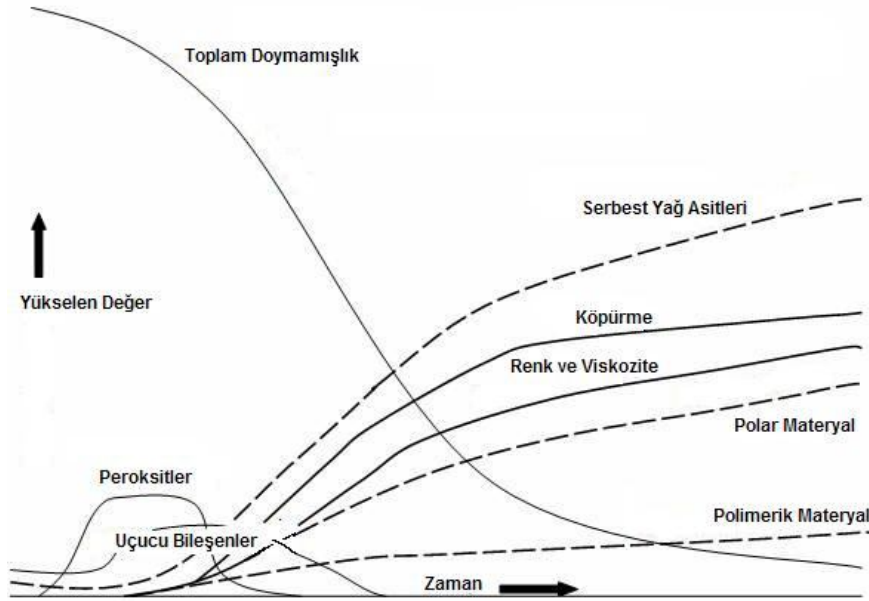 Toplam Doymamışlık
Serbest Yağ Asitleri
Yükselen Değer
Köpürme
Renk ve Viskozite
Polar Materyal
Peroksitler
Polimerik Materyal
Uçucu Bileşenler
Zaman